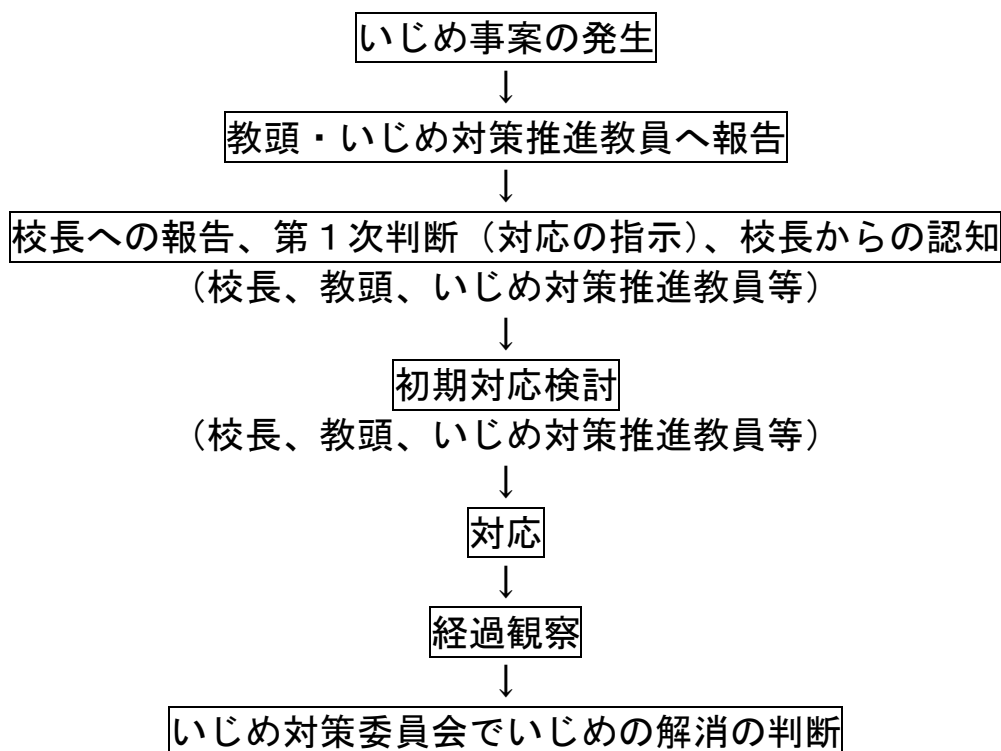 いじめ事案の発生
↓
教頭・いじめ対策推進教員へ報告
↓
校長への報告、第１次判断（対応の指示）、校長からの認知
（校長、教頭、いじめ対策推進教員等）
↓
初期対応検討
（校長、教頭、いじめ対策推進教員等）
↓
対応
↓
経過観察
↓
いじめ対策委員会でいじめの解消の判断